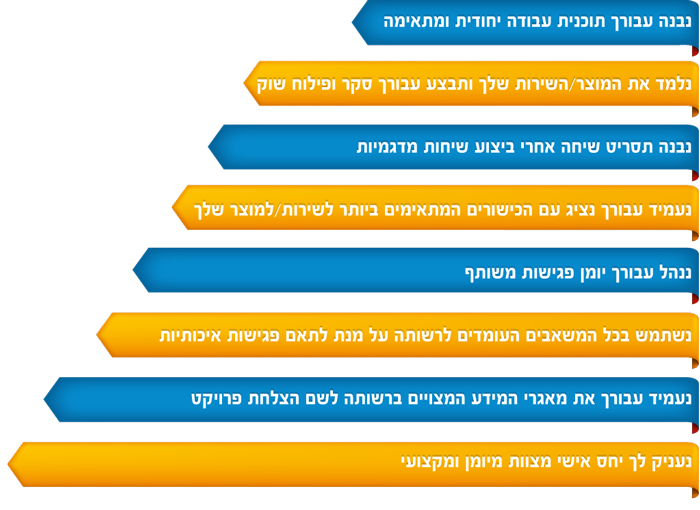 נבנה עבורך תוכנית עבודה יחודית ומתאימה
נלמד את המוצר/השירות שלך ותבצע עבורך סקר ופילוח שוק
נבנה תסריט שיחה אחרי ביצוע שיחות מדגמיות
נעמיד עבורך נציג עם הכישורים המתאימים ביותר לשירות/למוצר שלך
ננהל עבורך יומן פגישות משותף
נשתמש בכל המשאבים העומדים לרשותה על מנת לתאם פגישות איכותיות
נעמיד עבורך את מאגרי המידע המצויים ברשותה לשם הצלחת פרויקט
נעניק לך יחס אישי מצוות מיומן ומקצועי